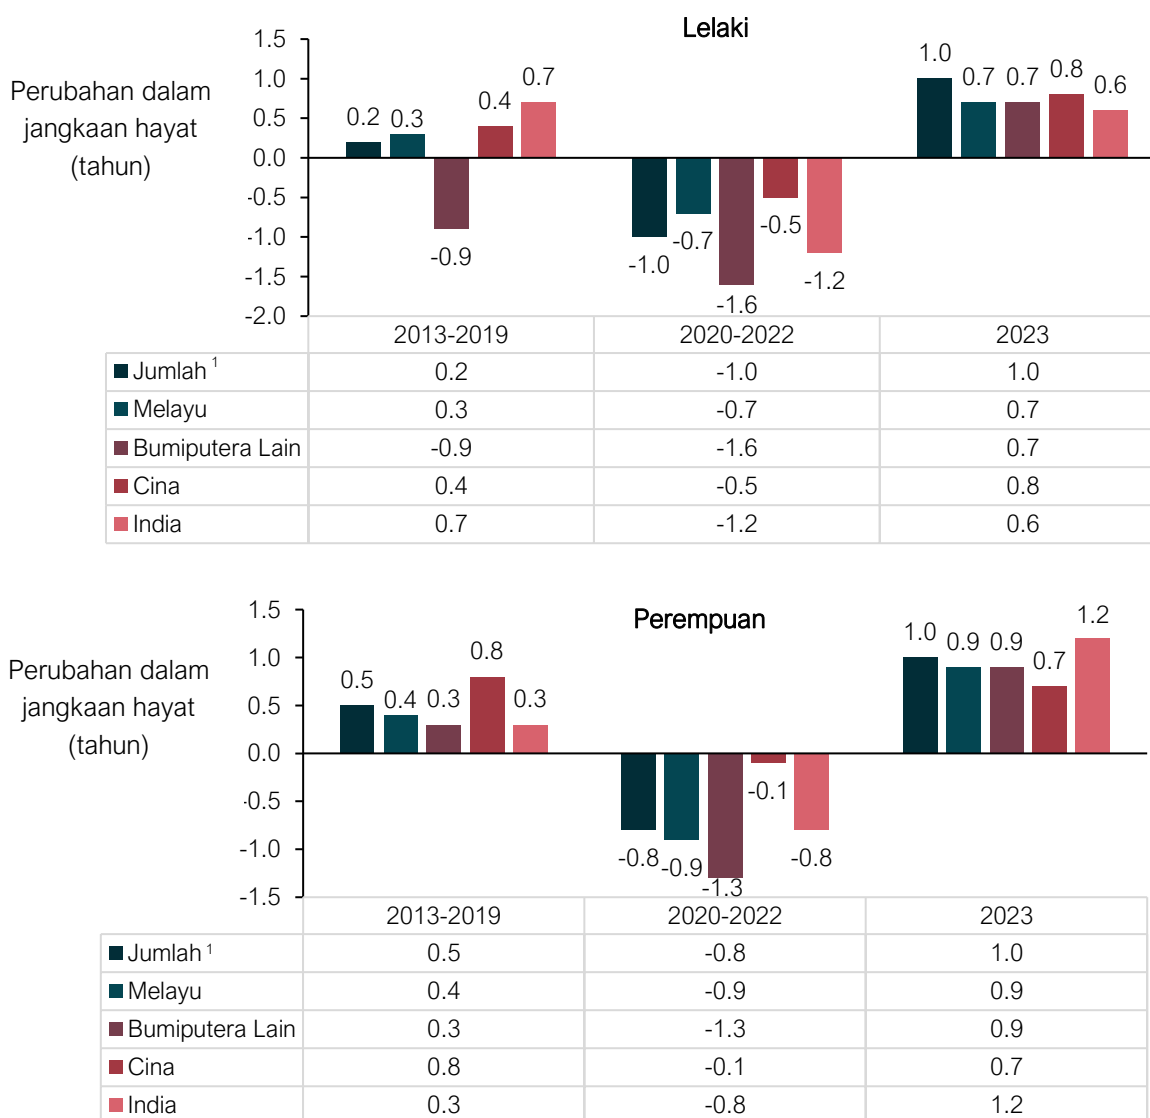 Lelaki
Perubahan dalam
jangkaan hayat
(tahun)
1.5
1.0
0.5
0.0
-0.5
-1.0
-1.5
-2.0
0.2 0.3 -0.9 0.4 0.7
-1.0 -0.7 -1.6 -0.5 -1.2
1.0 0.7 0.7 0.8 0.6
2013-2019 2020-2022 2023
Jumlah ¹ 0.2 -1.0 1.0
Melayu 0.3 -0.7 0.7
Bumiputera Lain -0.9 -1.6 0.7
Cina 0.4 -0.5 0.8
India 0.7 -1.2 0.6
Perempuan
Perubahan dalam
jangkaan hayat
(tahun)
1.5
1.0
0.5
0.0
-0.5
-1.0
-1.5
0.5 0.4 0.3 0.8 0.3
-0.8 -0.9 -1.3 -0.1 -0.8
1.0 0.9 0.9 0.7 1.2
2013-2019 2020-2022 2023
Jumlah ¹ 0.5 -0.8 1.0
Melayu 0.4 -0.9 0.9
Bumiputera Lain 0.3 -1.3 0.9
Cina 0.8 -0.1 0.7
India 0.3 -0.8 1.2